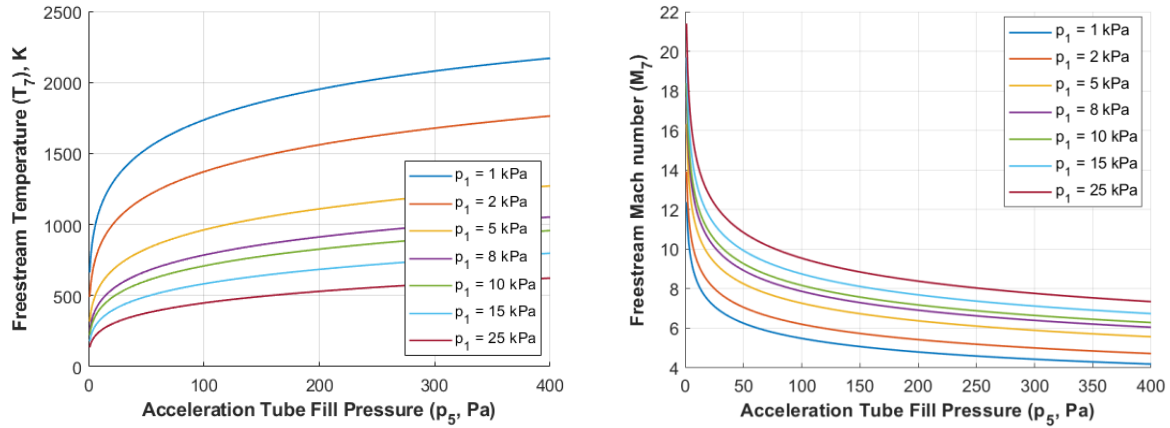 Freestream Temperature (T7), K
2500
2000
1500
1000
500
0
0 100 200 300 400
Acceleration Tube Fill Pressure (p5, Pa)
p1 = 1 kPa
p1 = 2 kPa
p1 = 5 kPa
p1 = 8 kPa
p1 = 10 kPa
p1 = 15 kPa
p1 = 25 kPa
Freestream Mach number (M7)
22
20
18
16
14
12
10
8
6
4
0 50 100 150 200 250 300 350 400
Acceleration Tube Fill Pressure (p5, Pa)
p1 = 1 kPa
p1 = 2 kPa
p1 = 5 kPa
p1 = 8 kPa
p1 = 10 kPa
p1 = 15 kPa
p1 = 25 kPa